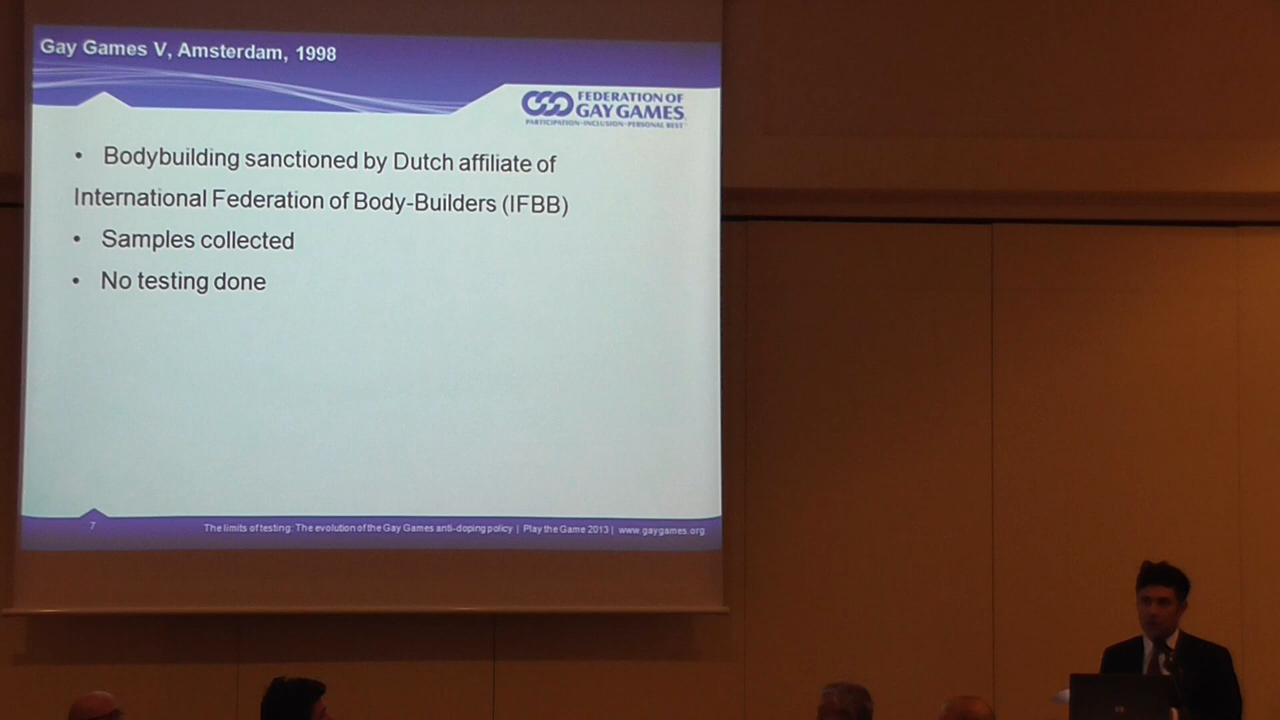 Gay Games V, Amsterdam, 1998
FEDERATION OF
GAY GAMES
PARTICIPATION·INCLUSION·PERSONAL BEST
• Bodybuilding sanctioned by Dutch affiliate of
International Federation of Body-Builders (IFBB)
• Samples collected
• No testing done
7 The limits of testing: The evolution of the Gay Games anti-doping policy | Play the Game 2013 | www.gaygames.org